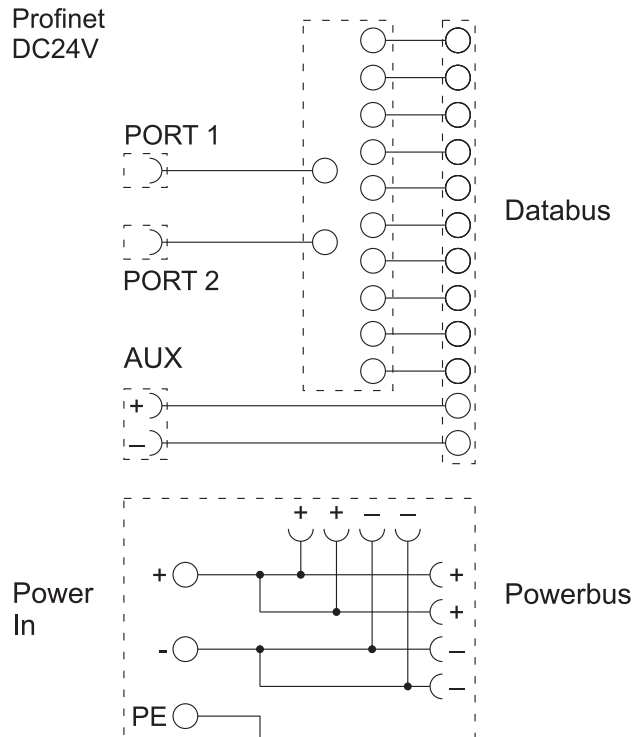 Profinet
DC24V
PORT 1
Databus
PORT 2
AUX
+
–
+ + – –
+ +
Power
In
Powerbus
+
- –
–
PE